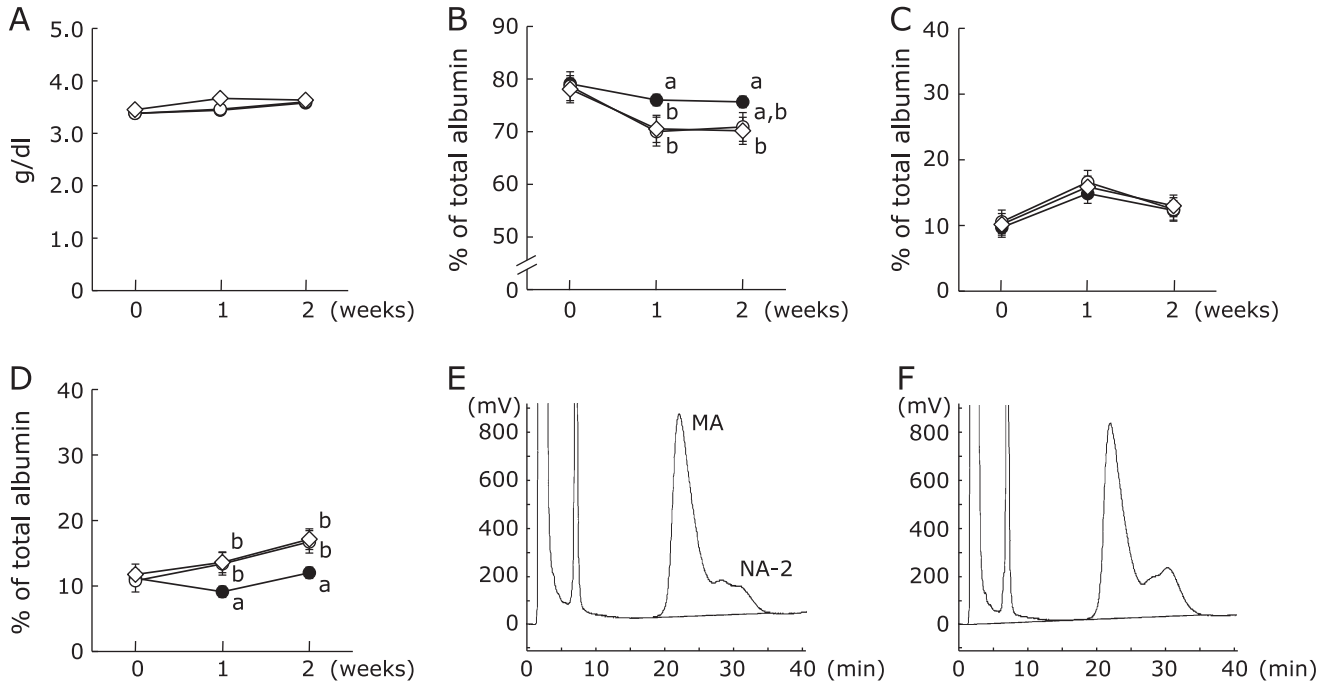 A
g/dl
5.0
4.0
3.0
2.0
1.0
0
0 1 2 (weeks)
B
% of total albumin
90
80
70
60
50
0
a
b
b
a
a,b
b
0 1 2 (weeks)
C
% of total albumin
40
30
20
10
0
0 1 2 (weeks)
D
% of total albumin
40
30
20
10
0
b
b
a
b
b
a
0 1 2 (weeks)
E
(mV)
800
600
400
200
0
MA
NA-2
0 10 20 30 40 (min)
F
(mV)
800
600
400
200
0
0 10 20 30 40 (min)